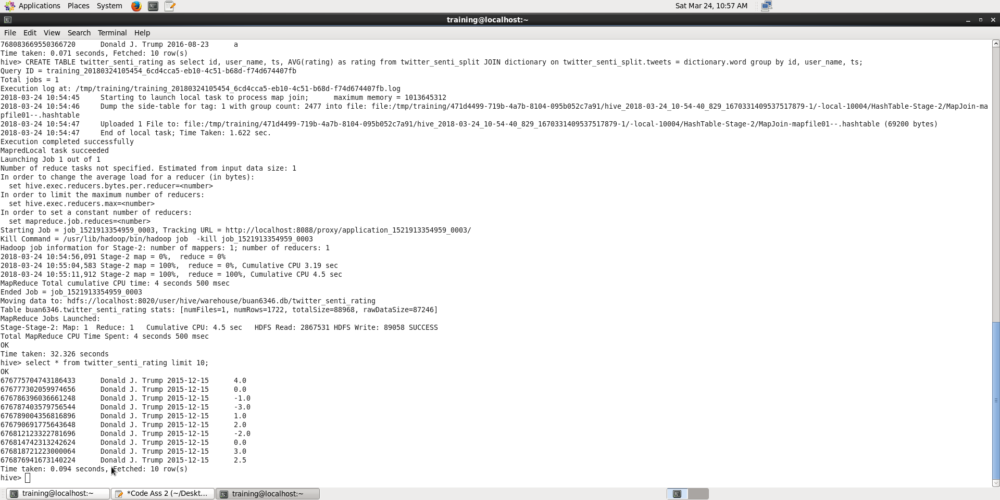 Applications Places System Sat Mar 24, 10:57 AM
training@localhost:~
File Edit View Search Terminal Help
768083669550366720 Donald J. Trump 2016-08-23 a
Time taken: 0.071 seconds, Fetched: 10 row(s)
hive> CREATE TABLE twitter_senti_rating as select id, user_name, ts, AVG(rating) as rating from twitter_senti_split JOIN dictionary on twitter_senti_split.tweets = dictionary.word group by id, user_name, ts;
Query ID = training_20180324105454_6cd4cca5-eb10-4c51-b68d-f74d674407fb
Total jobs = 1
Execution log at: /tmp/training/training_20180324105454_6cd4cca5-eb10-4c51-b68d-f74d674407fb.log
2018-03-24 10:54:45 Starting to launch local task to process map join; maximum memory = 1013645312
2018-03-24 10:54:46 Dump the side-table for tag: 1 with group count: 2477 into file: file:/tmp/training/471d4499-719b-4a7b-8104-095b052c7a91/hive_2018-03-24_10-54-40_829_1670331409537517879-1/-local-10004/HashTable-Stage-2/MapJoin-ma
pfile01--.hashtable
2018-03-24 10:54:47 Uploaded 1 File to: file:/tmp/training/471d4499-719b-4a7b-8104-095b052c7a91/hive_2018-03-24_10-54-40_829_1670331409537517879-1/-local-10004/HashTable-Stage-2/MapJoin-mapfile01--.hashtable (69200 bytes)
2018-03-24 10:54:47 End of local task; Time Taken: 1.622 sec.
Execution completed successfully
MapredLocal task succeeded
Launching Job 1 out of 1
Number of reduce tasks not specified. Estimated from input data size: 1
In order to change the average load for a reducer (in bytes):
set hive.exec.reducers.bytes.per.reducer=<number>
In order to limit the maximum number of reducers:
set hive.exec.reducers.max=<number>
In order to set a constant number of reducers:
set mapreduce.job.reduces=<number>
Starting Job = job_1521913354959_0003, Tracking URL = http://localhost:8088/proxy/application_1521913354959_0003/
Kill Command = /usr/lib/hadoop/bin/hadoop job -kill job_1521913354959_0003
Hadoop job information for Stage-2: number of mappers: 1; number of reducers: 1
2018-03-24 10:54:56,091 Stage-2 map = 0%, reduce = 0%
2018-03-24 10:55:04,583 Stage-2 map = 100%, reduce = 0%, Cumulative CPU 3.19 sec
2018-03-24 10:55:11,912 Stage-2 map = 100%, reduce = 100%, Cumulative CPU 4.5 sec
MapReduce Total cumulative CPU time: 4 seconds 500 msec
Ended Job = job_1521913354959_0003
Moving data to: hdfs://localhost:8020/user/hive/warehouse/buan6346.db/twitter_senti_rating
Table buan6346.twitter_senti_rating stats: [numFiles=1, numRows=1722, totalSize=88968, rawDataSize=87246]
MapReduce Jobs Launched:
Stage-Stage-2: Map: 1 Reduce: 1 Cumulative CPU: 4.5 sec HDFS Read: 2867531 HDFS Write: 89058 SUCCESS
Total MapReduce CPU Time Spent: 4 seconds 500 msec
OK
Time taken: 32.326 seconds
hive> select * from twitter_senti_rating limit 10;
OK
676775704743186433 Donald J. Trump 2015-12-15 4.0
676777302059974656 Donald J. Trump 2015-12-15 0.0
676786396036661248 Donald J. Trump 2015-12-15 -1.0
676787403579756544 Donald J. Trump 2015-12-15 -3.0
676789004356816896 Donald J. Trump 2015-12-15 1.0
676790691775643648 Donald J. Trump 2015-12-15 2.0
676812123322781696 Donald J. Trump 2015-12-15 -2.0
676814742313242624 Donald J. Trump 2015-12-15 0.0
676818721223000064 Donald J. Trump 2015-12-15 3.0
676876941673140224 Donald J. Trump 2015-12-15 2.5
Time taken: 0.094 seconds, Fetched: 10 row(s)
hive>
training@localhost:~ *Code Ass 2 (~/Deskt... training@localhost:~